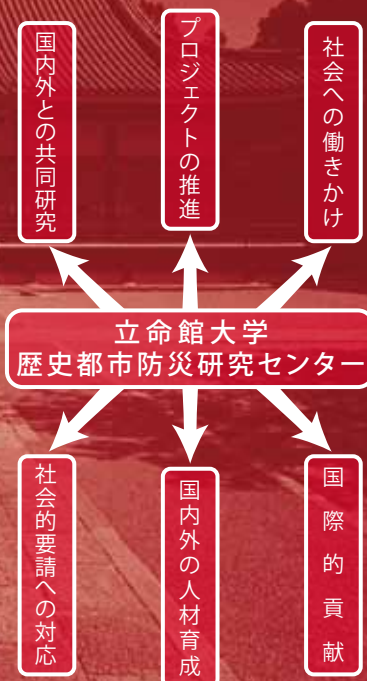 国内外との共同研究
プロジェクトの推進
社会への働きかけ
立命館大学
歴史都市防災研究センター
社会的要請への対応
国内外の人材育成
国際的貢献